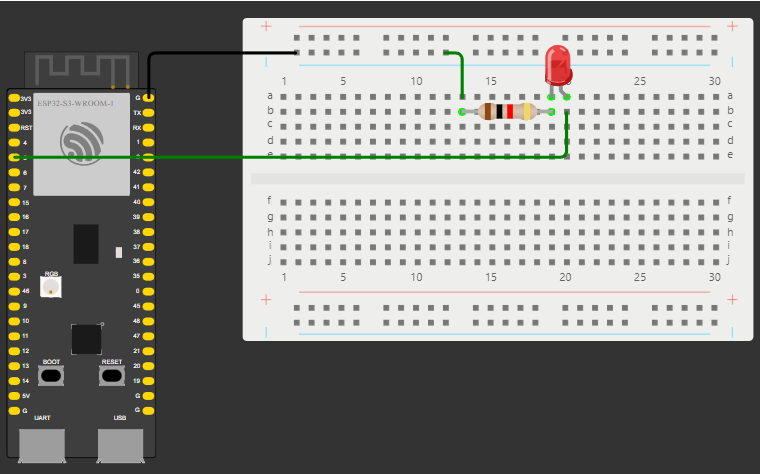 ESP32-S3-WROOM-1
3V3 G
3V3 TX
RST RX
4 1
6 42
7 41
15 40
16 39
17 38
18 37
8 36
3 35
RGB
46 0
9 45
10 48
11 47
12 21
BOOT RESET
13 20
14 19
5V G
G G
UART USB
+ +
1 5 10 15 20 25 30
a a
b b
c c
d d
e e
f f
g g
h h
i i
j j
1 5 10 15 20 25 30
+ +